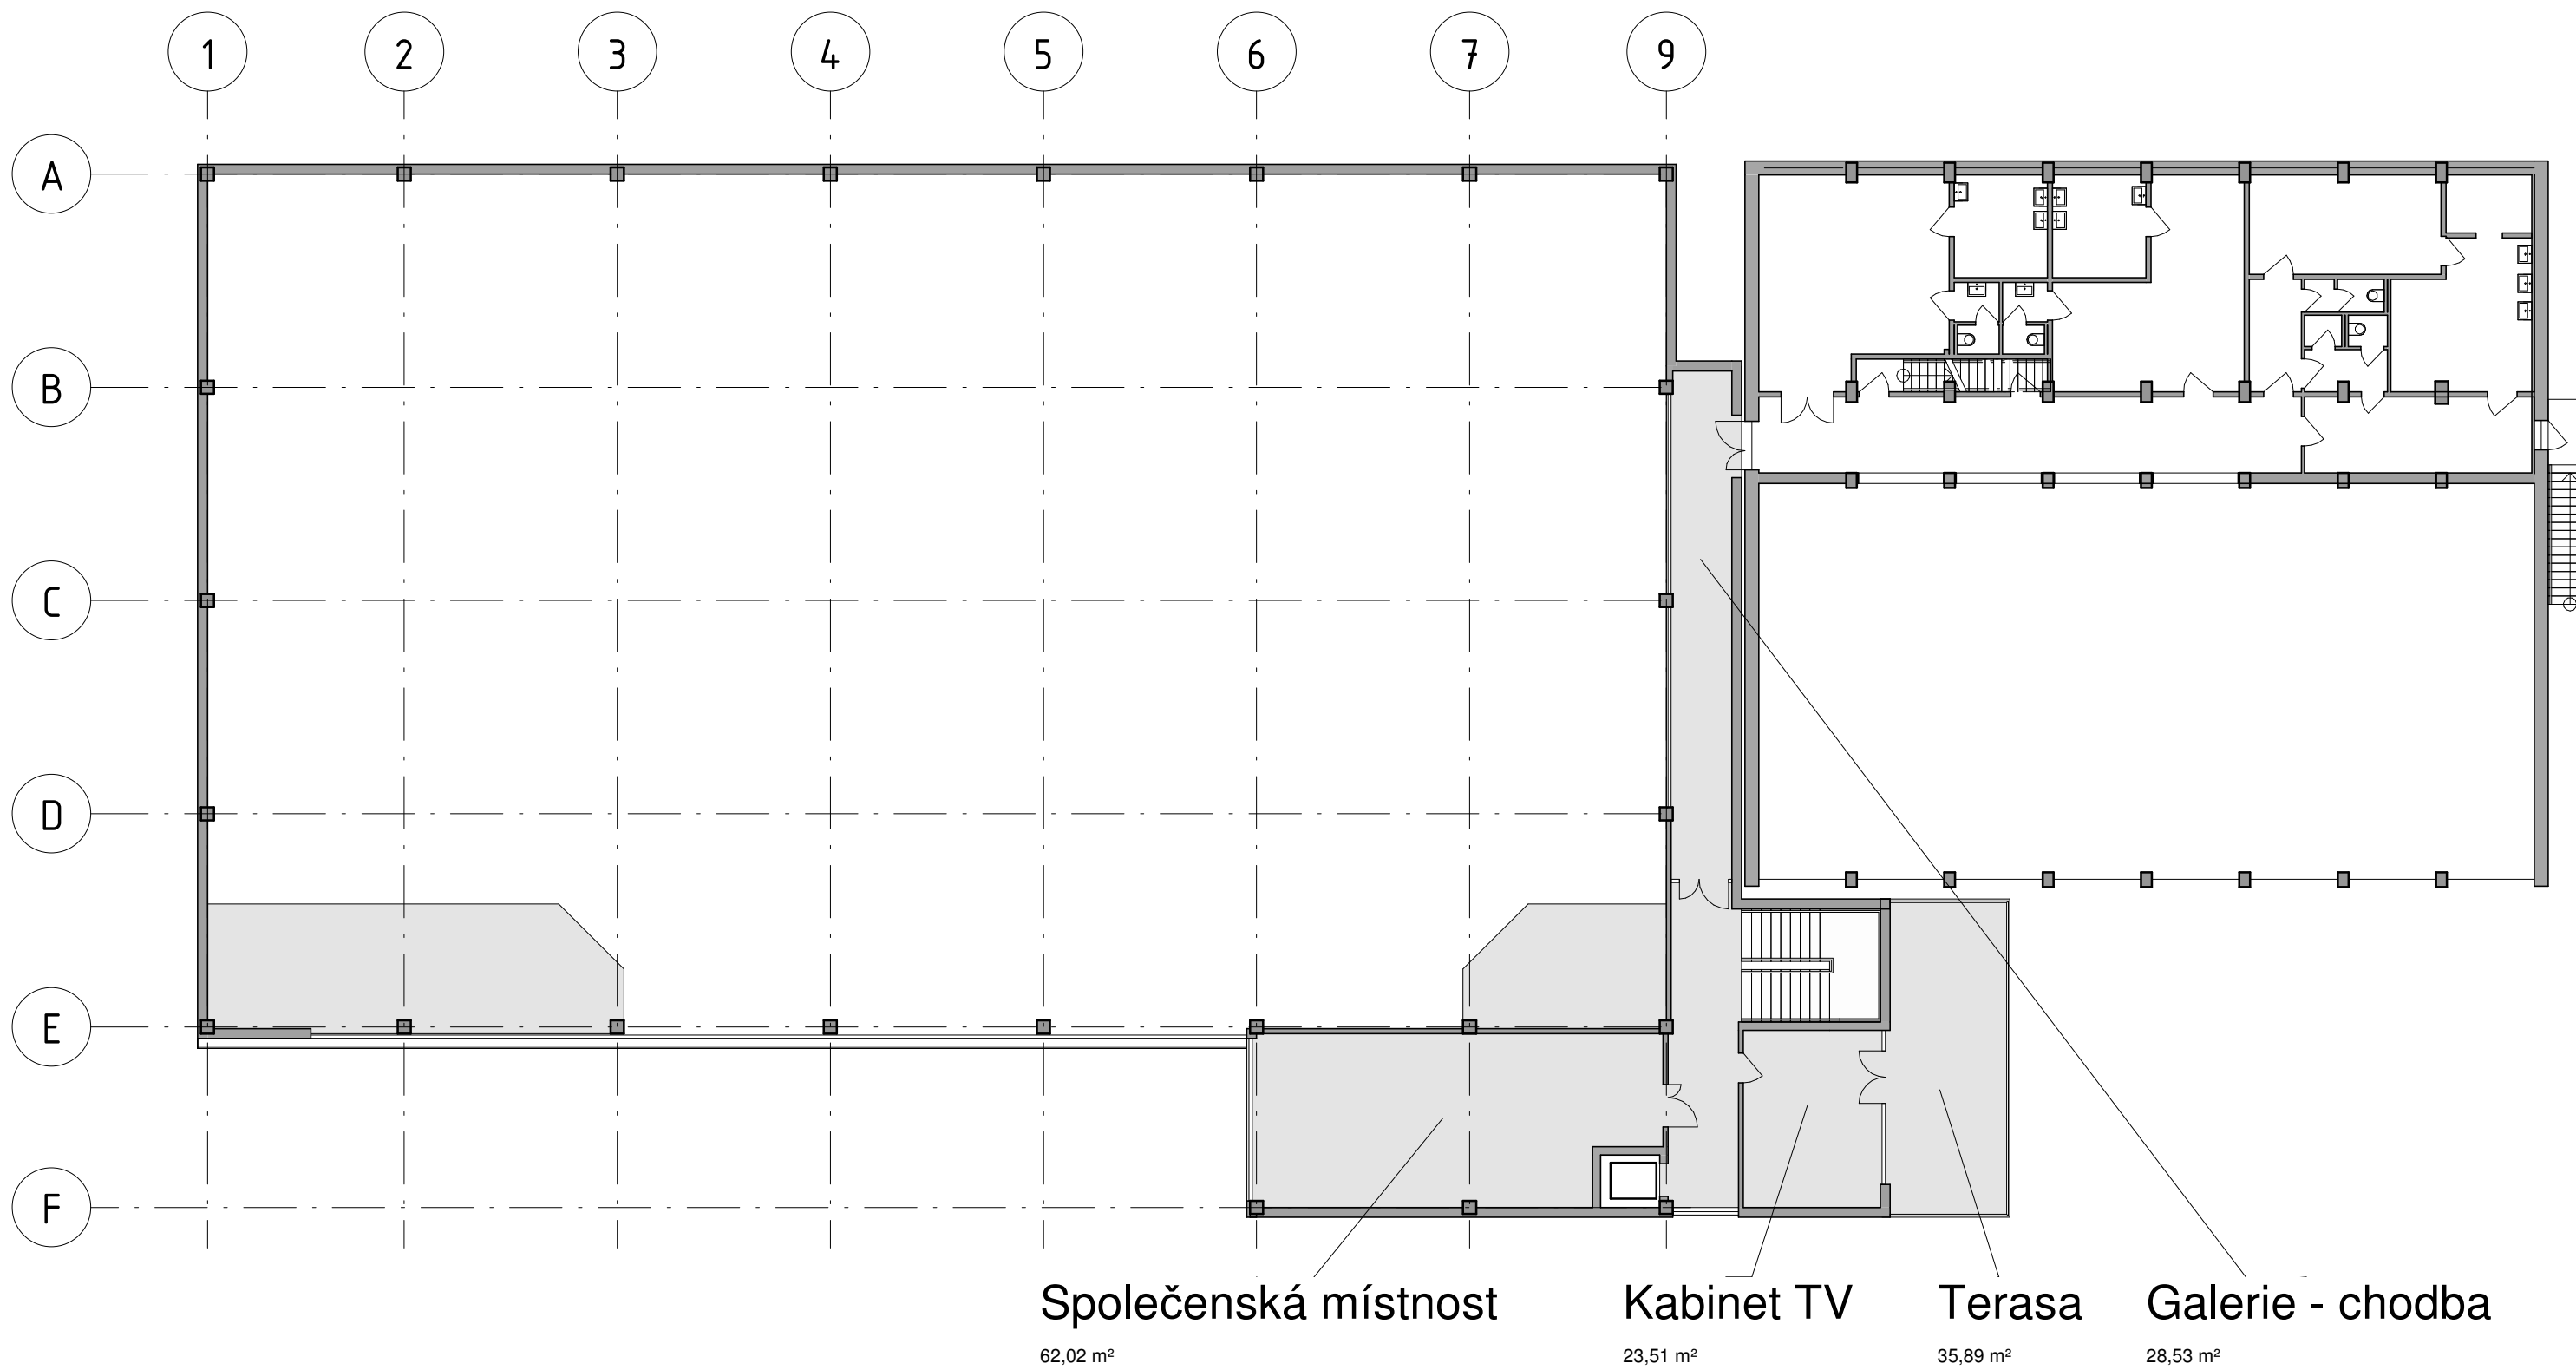 1 2 3 4 5 6 7 9
A
B
C
D
E
F
Společenská místnost Kabinet TV Terasa Galerie - chodba
62,02 m² 23,51 m² 35,89 m² 28,53 m²